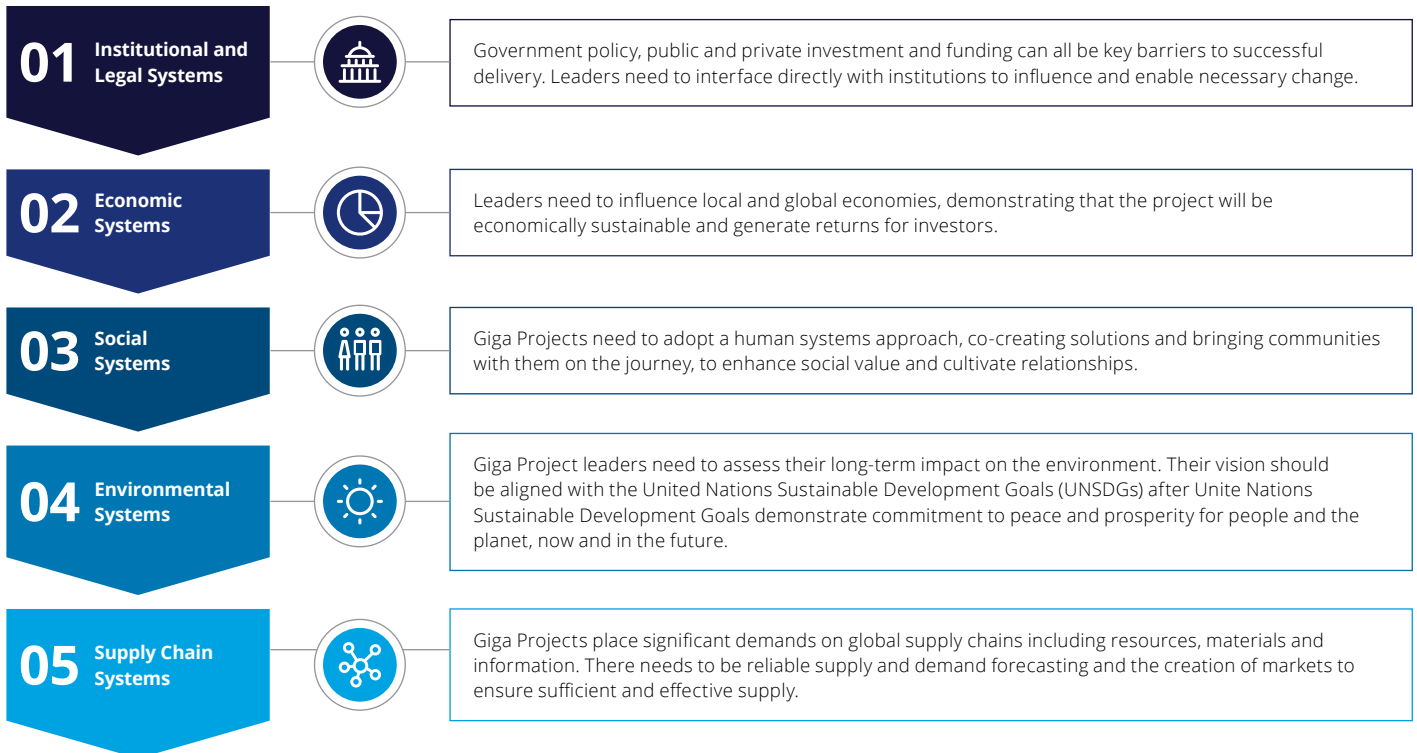 01
Institutional and
Legal Systems
Government policy, public and private investment and funding can all be key barriers to successful
delivery. Leaders need to interface directly with institutions to influence and enable necessary change.
02
Economic
Systems
Leaders need to influence local and global economies, demonstrating that the project will be
economically sustainable and generate returns for investors.
03
Social
Systems
Giga Projects need to adopt a human systems approach, co-creating solutions and bringing communities
with them on the journey, to enhance social value and cultivate relationships.
04
Environmental
Systems
Giga Project leaders need to assess their long-term impact on the environment. Their vision should
be aligned with the United Nations Sustainable Development Goals (UNSDGs) after Unite Nations
Sustainable Development Goals demonstrate commitment to peace and prosperity for people and the
planet, now and in the future.
05
Supply Chain
Systems
Giga Projects place significant demands on global supply chains including resources, materials and
information. There needs to be reliable supply and demand forecasting and the creation of markets to
ensure sufficient and effective supply.